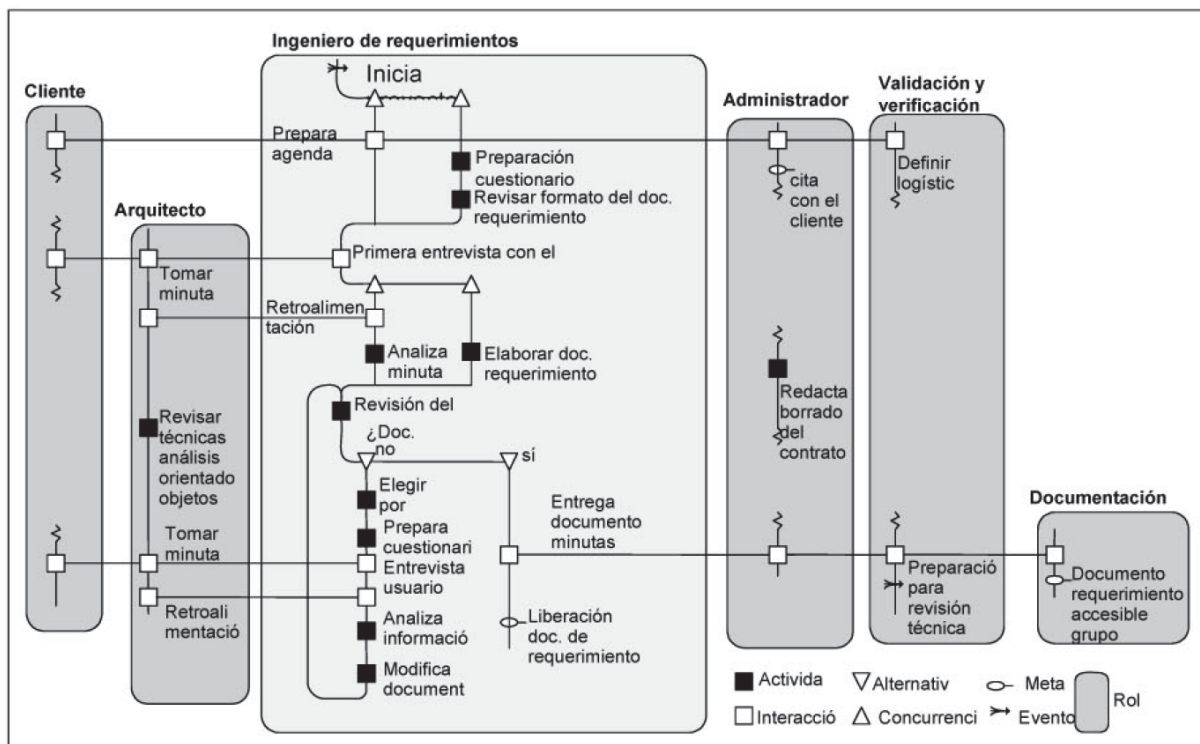 Ingeniero de requerimientos
Inicia
Cliente
Administrador
Validación y
verificación
Prepara
agenda
Preparación
cuestionario
Revisar formato del doc.
requerimiento
cita
con el
cliente
Definir
logístic
Arquitecto
Primera entrevista con el
Tomar
minuta
Retroalimen
tación
Analiza
minuta
Elaborar doc.
requerimiento
Redacta
borrado
del
contrato
Revisión del
Revisar
técnicas
análisis
orientado
objetos
¿Doc.
no
sí
Elegir
por
Prepara
cuestionari
Entrevista
usuario
Entrega
documento
minutas
Documentación
Tomar
minuta
Retroali
mentació
Analiza
informació
Modifica
document
Liberación
doc. de
requerimiento
Preparació
para
revisión
técnica
Documento
requerimiento
accesible
grupo
Activida
Alternativ
Meta
Rol
Interacció
Concurrenci
Evento